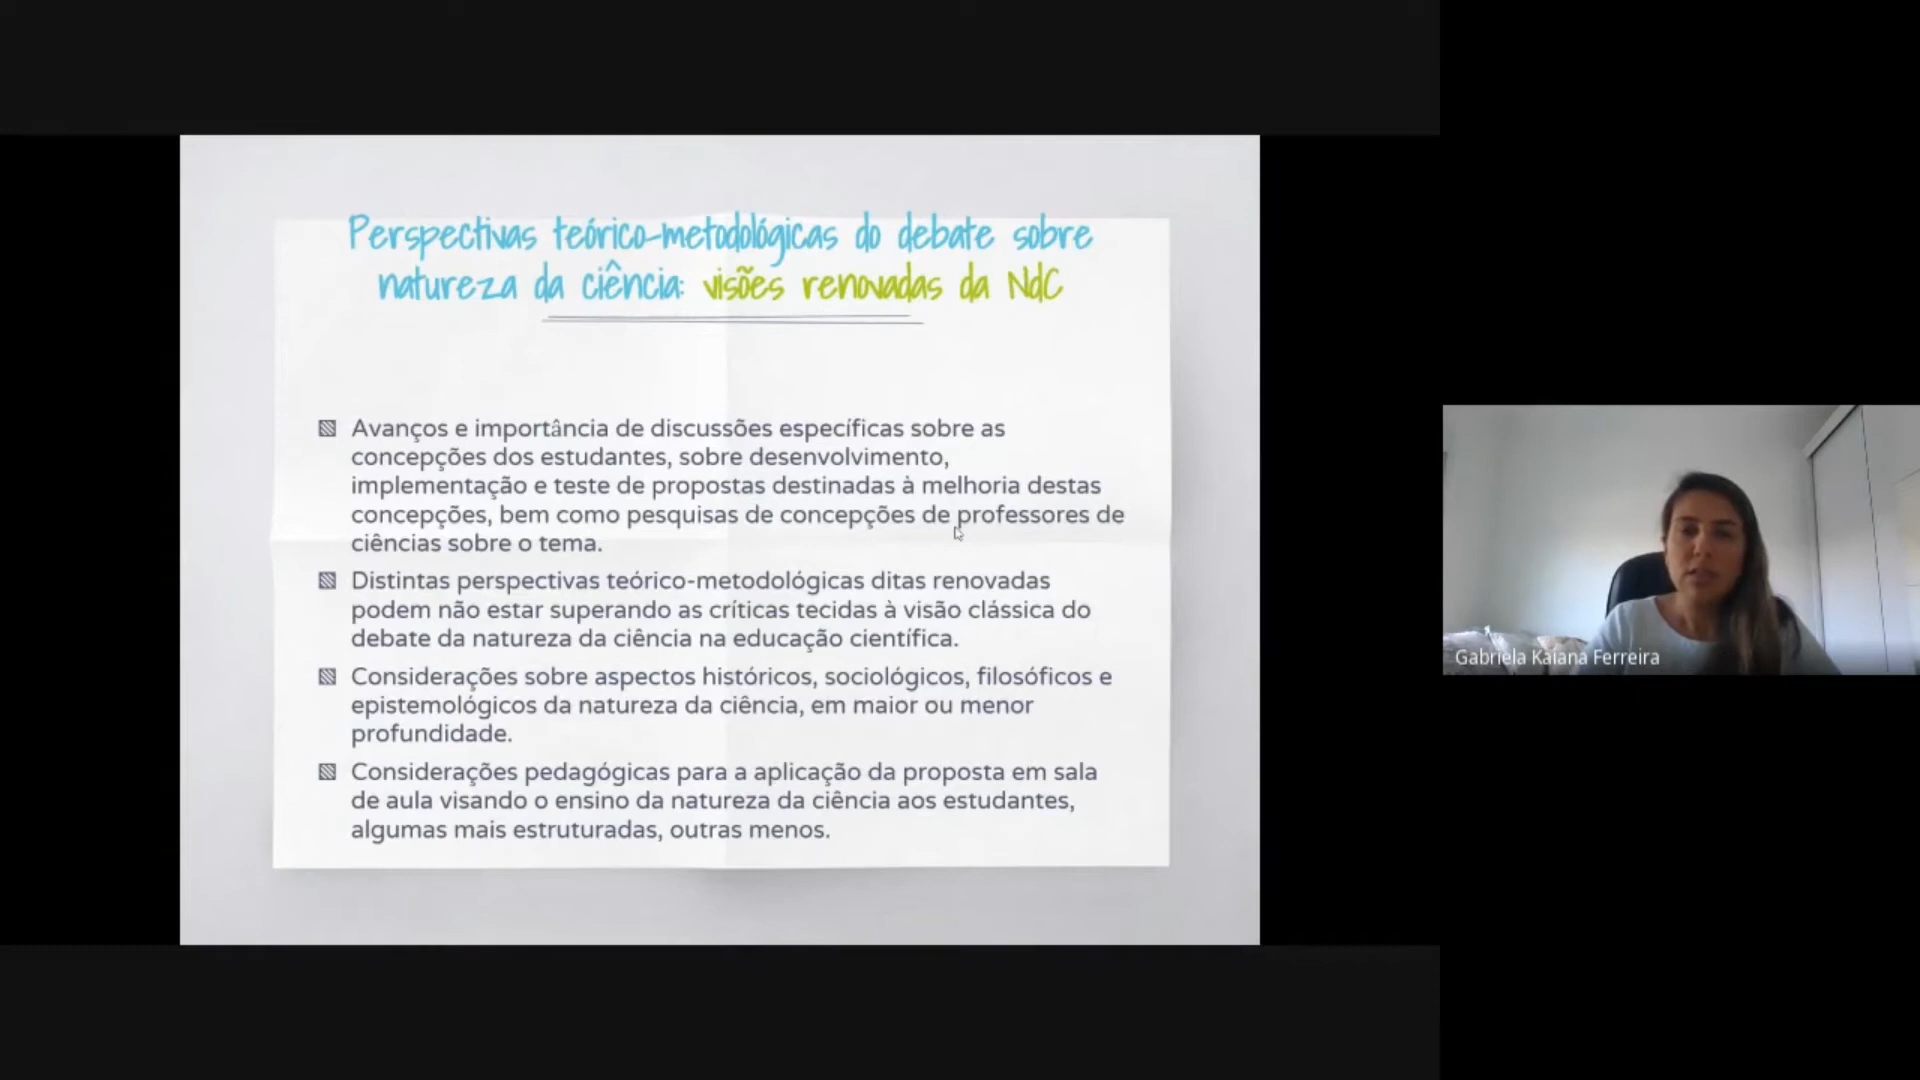 Perspectivas teórico-metodológicas do debate sobre
natureza da ciência: visões renovadas da NdC
Avanços e importância de discussões específicas sobre as
concepções dos estudantes, sobre desenvolvimento,
implementação e teste de propostas destinadas à melhoria destas
concepções, bem como pesquisas de concepções de professores de
ciências sobre o tema.
Distintas perspectivas teórico-metodológicas ditas renovadas
podem não estar superando as críticas tecidas à visão clássica do
debate da natureza da ciência na educação científica.
Considerações sobre aspectos históricos, sociológicos, filosóficos e
epistemológicos da natureza da ciência, em maior ou menor
profundidade.
Considerações pedagógicas para a aplicação da proposta em sala
de aula visando o ensino da natureza da ciência aos estudantes,
algumas mais estruturadas, outras menos.
Gabriela Kaiana Ferreira